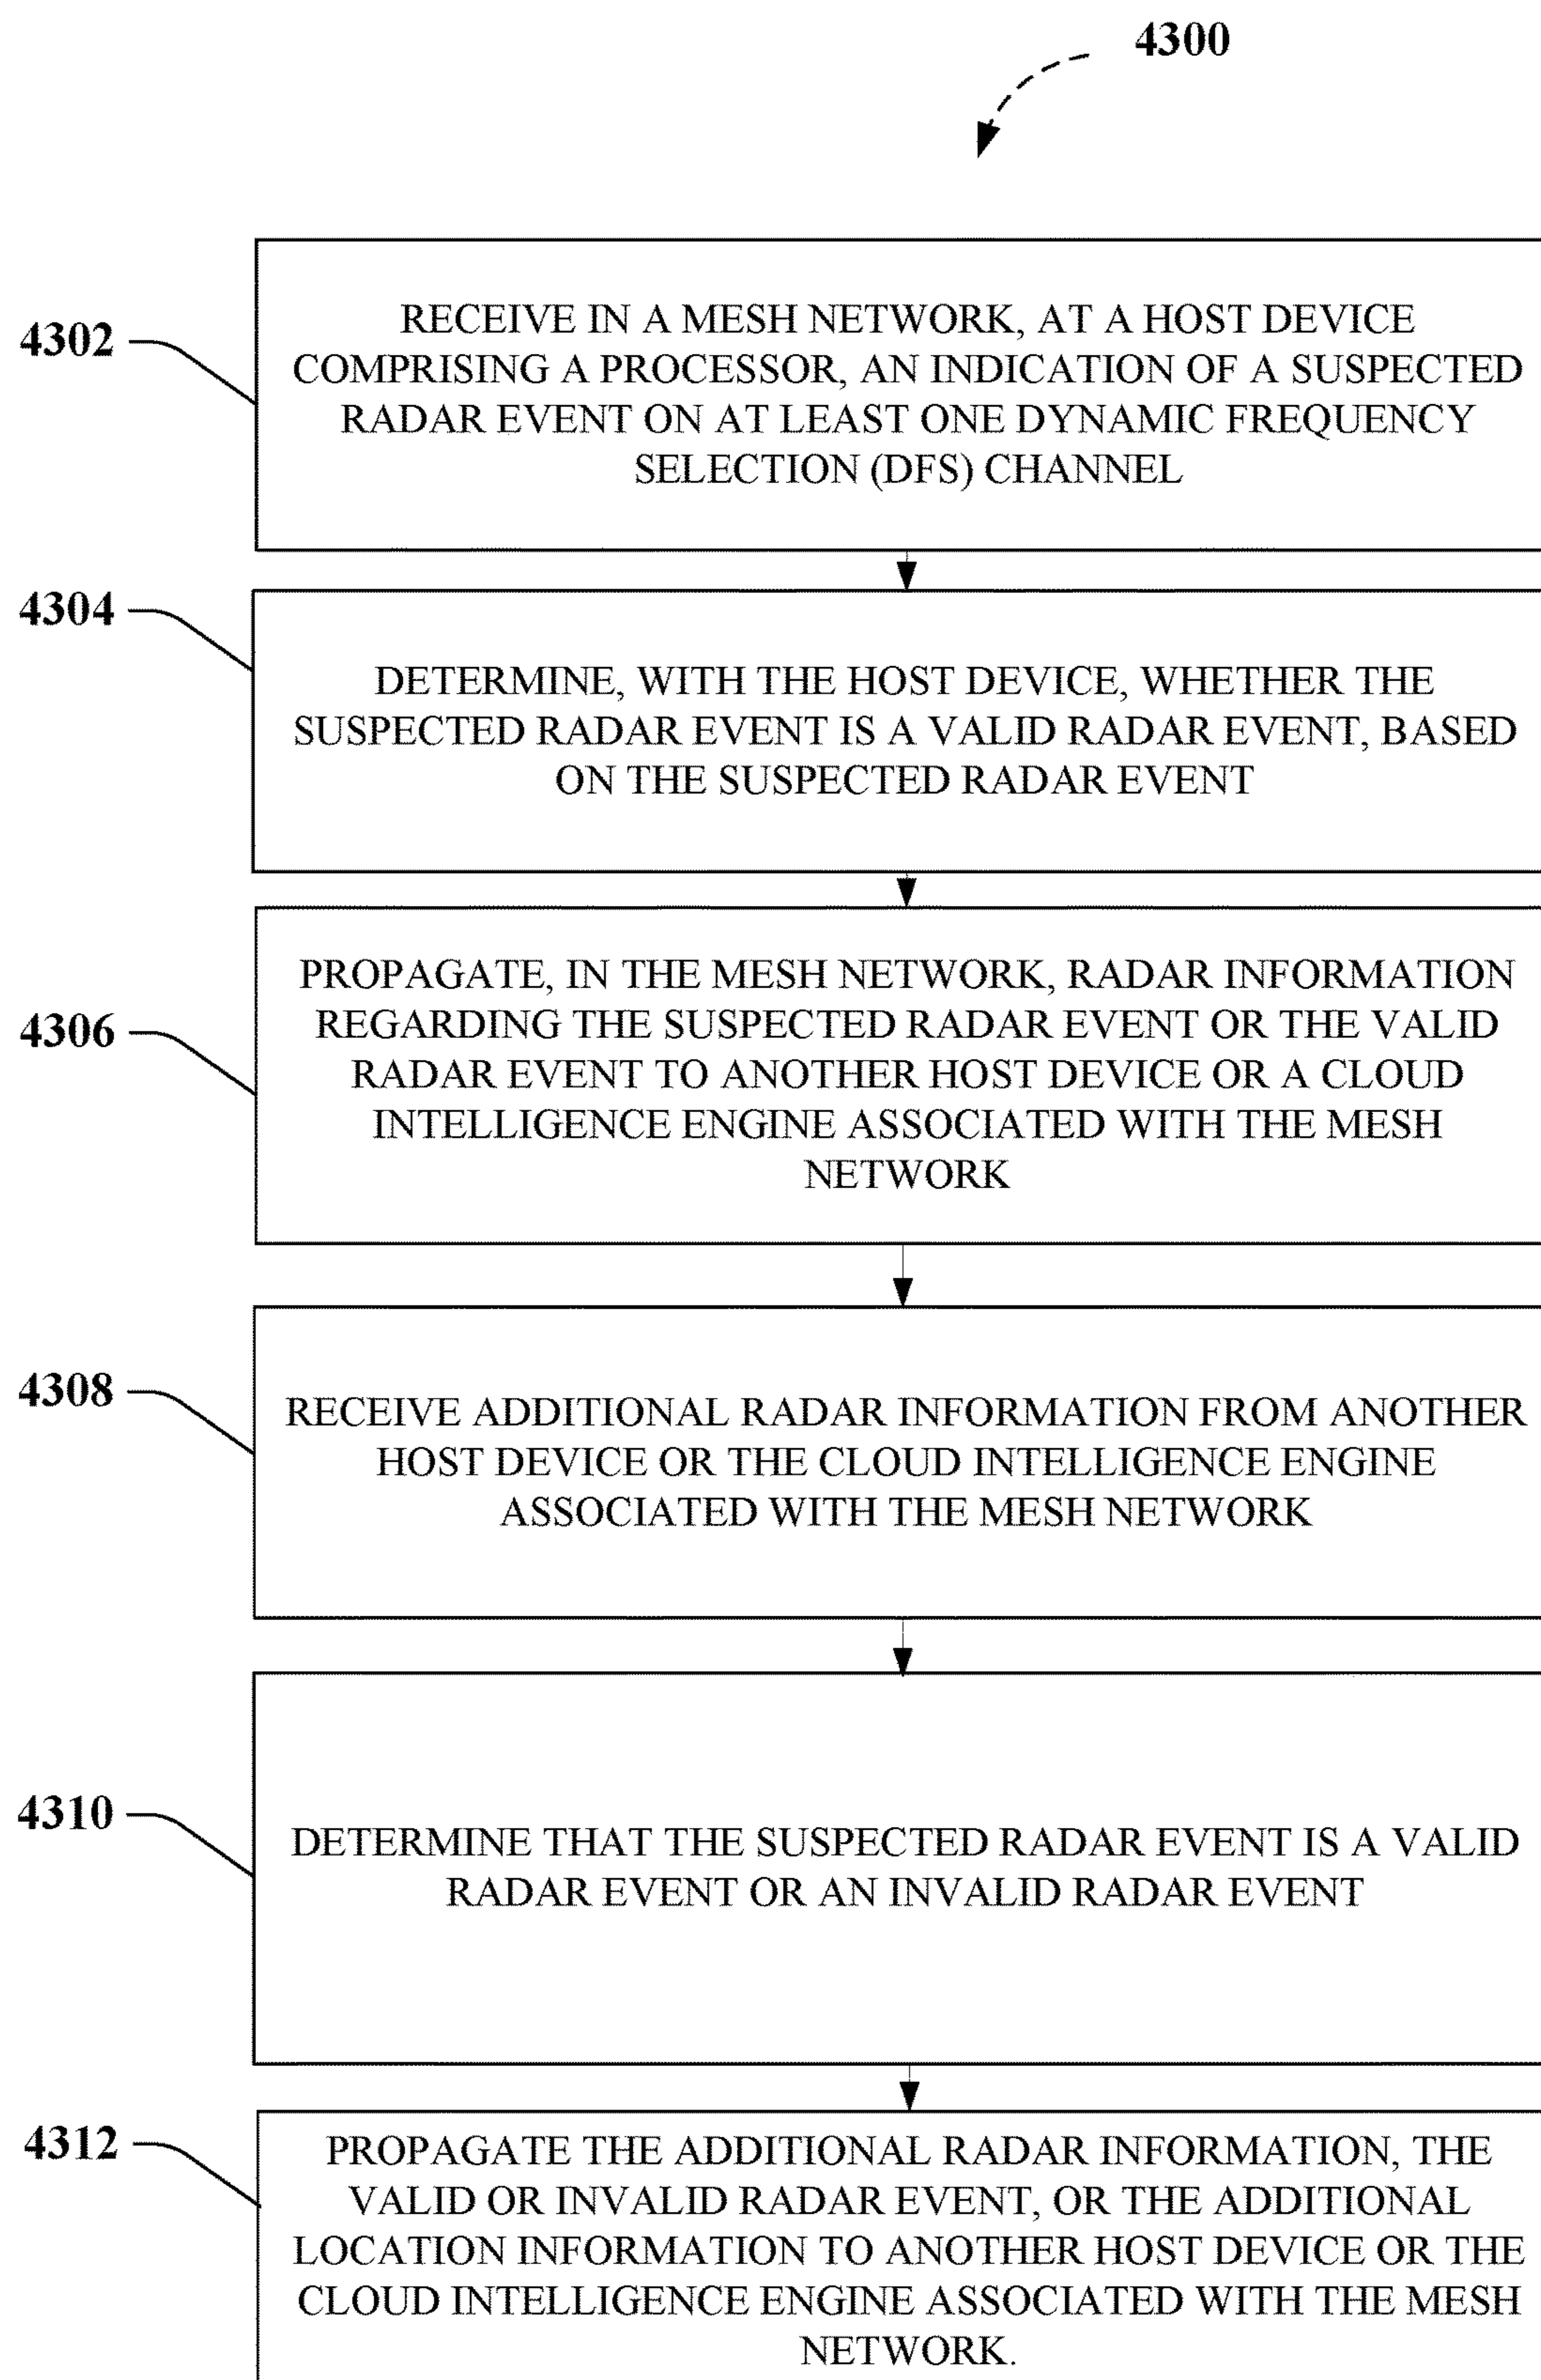 4300
4302
RECEIVE IN A MESH NETWORK, AT A HOST DEVICE
COMPRISING A PROCESSOR, AN INDICATION OF A SUSPECTED
RADAR EVENT ON AT LEAST ONE DYNAMIC FREQUENCY
SELECTION (DFS) CHANNEL
4304
DETERMINE, WITH THE HOST DEVICE, WHETHER THE
SUSPECTED RADAR EVENT IS A VALID RADAR EVENT, BASED
ON THE SUSPECTED RADAR EVENT
4306
PROPAGATE, IN THE MESH NETWORK, RADAR INFORMATION
REGARDING THE SUSPECTED RADAR EVENT OR THE VALID
RADAR EVENT TO ANOTHER HOST DEVICE OR A CLOUD
INTELLIGENCE ENGINE ASSOCIATED WITH THE MESH
NETWORK
4308
RECEIVE ADDITIONAL RADAR INFORMATION FROM ANOTHER
HOST DEVICE OR THE CLOUD INTELLIGENCE ENGINE
ASSOCIATED WITH THE MESH NETWORK
4310
DETERMINE THAT THE SUSPECTED RADAR EVENT IS A VALID
RADAR EVENT OR AN INVALID RADAR EVENT
4312
PROPAGATE THE ADDITIONAL RADAR INFORMATION, THE
VALID OR INVALID RADAR EVENT, OR THE ADDITIONAL
LOCATION INFORMATION TO ANOTHER HOST DEVICE OR THE
CLOUD INTELLIGENCE ENGINE ASSOCIATED WITH THE MESH
NETWORK.